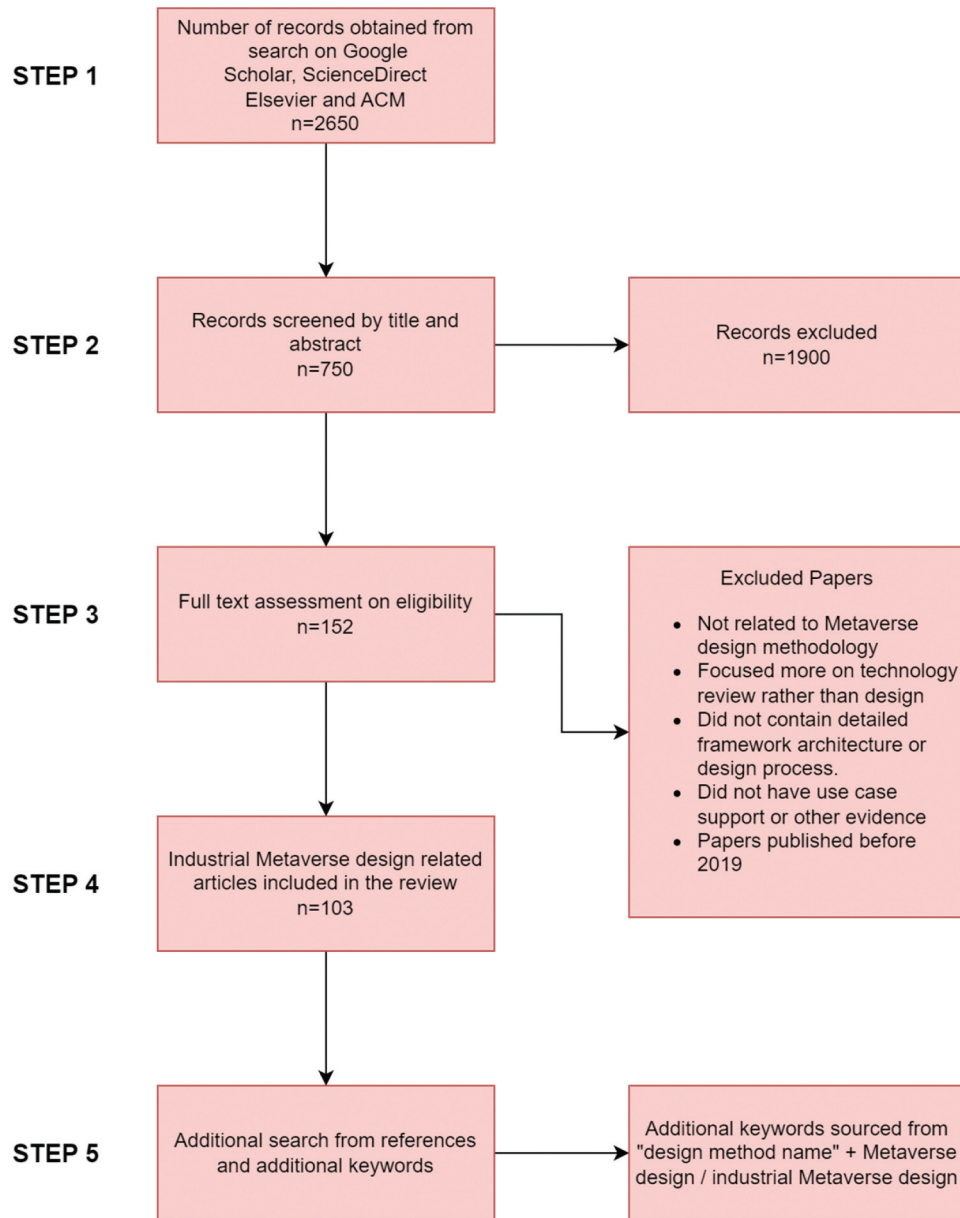 STEP 1
Number of records obtained from
search on Google
Scholar, ScienceDirect
Elsevier and ACM
n=2650
STEP 2
Records screened by title and
abstract
n=750
Records excluded
n=1900
STEP 3
Full text assessment on eligibility
n=152
Excluded Papers
• Not related to Metaverse
design methodology
• Focused more on technology
review rather than design
• Did not contain detailed
framework architecture or
design process.
• Did not have use case
support or other evidence
• Papers published before
2019
STEP 4
Industrial Metaverse design related
articles included in the review
n=103
STEP 5
Additional search from references
and additional keywords
Additional keywords sourced from
"design method name" + Metaverse
design / industrial Metaverse design